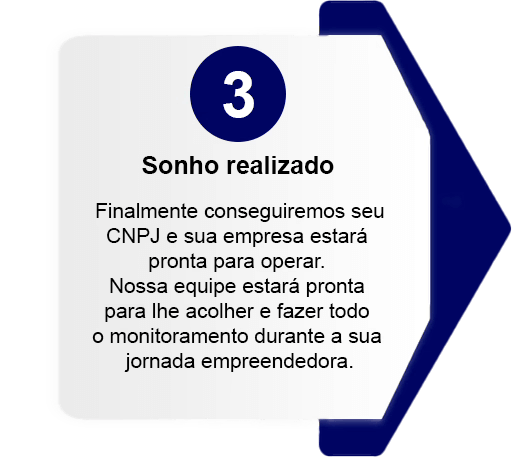 3
Sonho realizado
Finalmente conseguiremos seu
CNPJ e sua empresa estará
pronta para operar.
Nossa equipe estará pronta
para lhe acolher e fazer todo
o monitoramento durante a sua
jornada empreendedora.